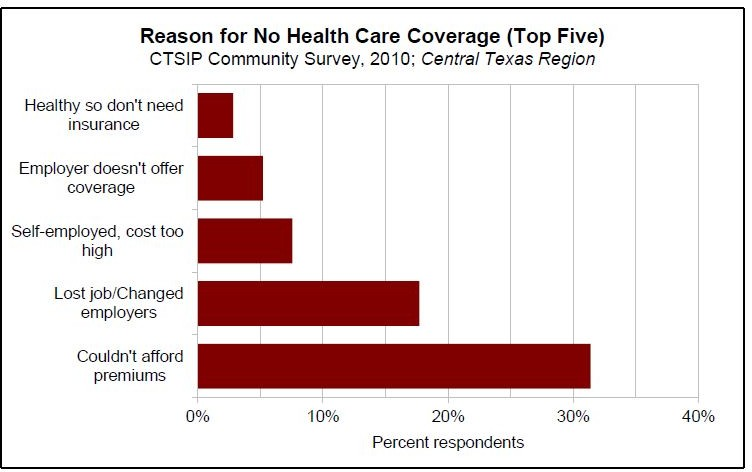 Reason for No Health Care Coverage (Top Five)
CTSIP Community Survey, 2010; Central Texas Region
Healthy so don't need
insurance
Employer doesn't offer
coverage
Self-employed, cost too
high
Lost job/Changed
employers
Couldn't afford
premiums
0%
10%
20%
30%
40%
Percent respondents